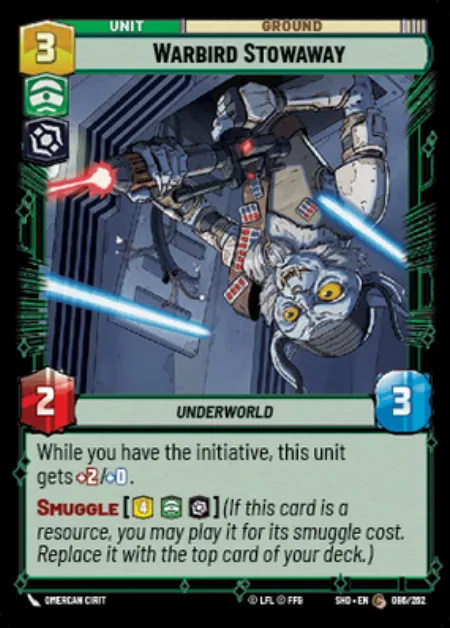 UNIT GROUND
3 WARBIRD STOWAWAY
2 UNDERWORLD 3
While you have the initiative, this unit
gets +2/+0.
SMUGGLE [4] (If this card is a
resource, you may play it for its smuggle cost.
Replace it with the top card of your deck.)
OMERCAN CIRIT © LFL © FFG SHD • EN 086/262